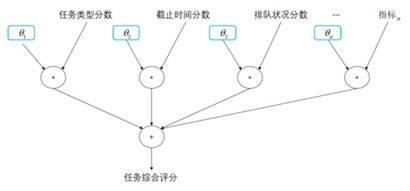 任务类型分数 截止时间分数 排队状况分数 ... 指标n
θ1 θ2 θ3 θn
* * * *
+
任务综合评分